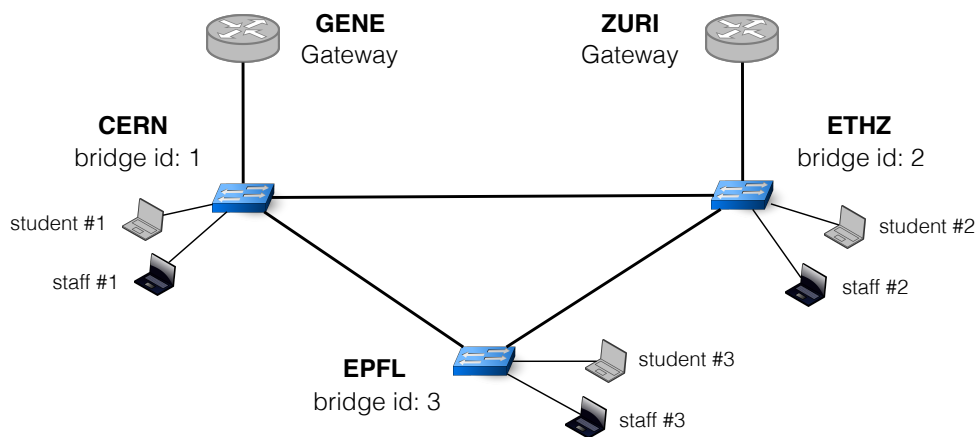 GENE
Gateway
ZURI
Gateway
CERN
bridge id: 1
ETHZ
bridge id: 2
student #1
staff #1
student #2
staff #2
EPFL
bridge id: 3
student #3
staff #3